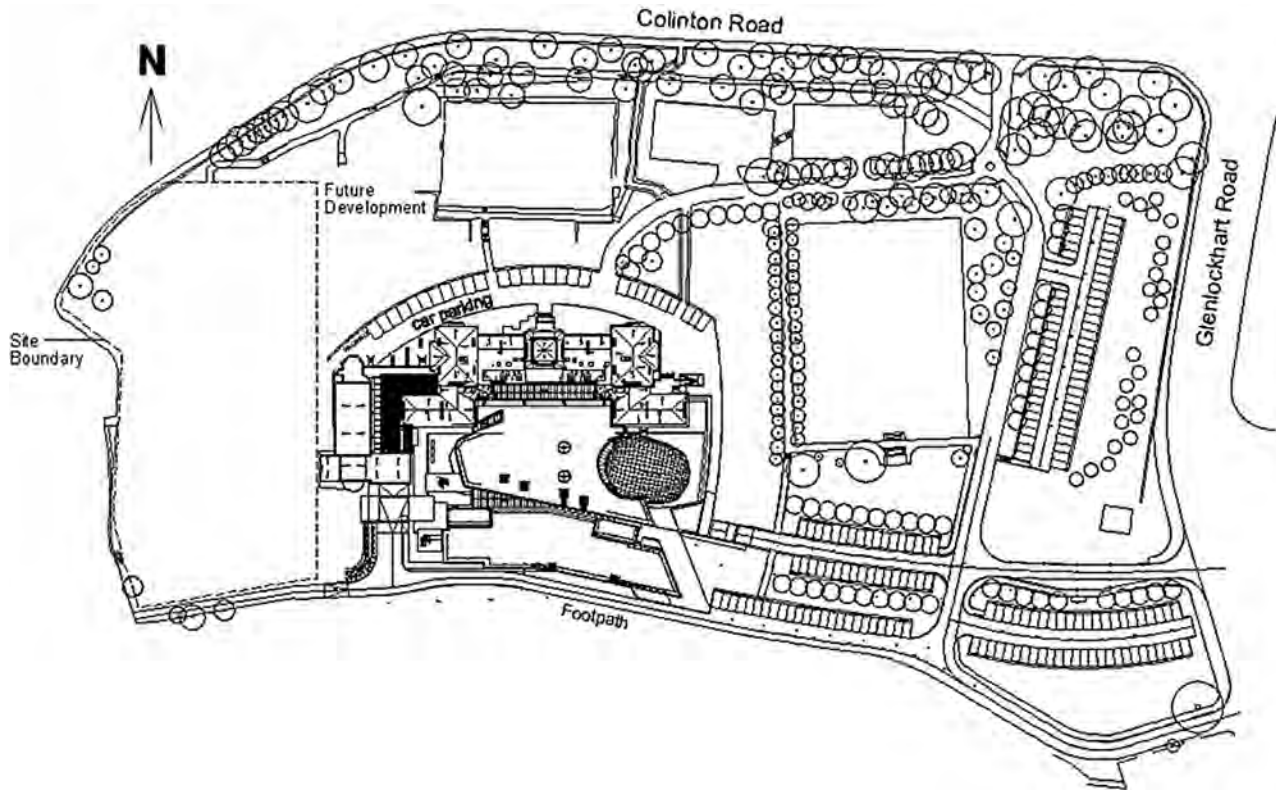 Colinton Road
N
Future
Development
Glenlockhart Road
car parking
Site
Boundary
Footpath